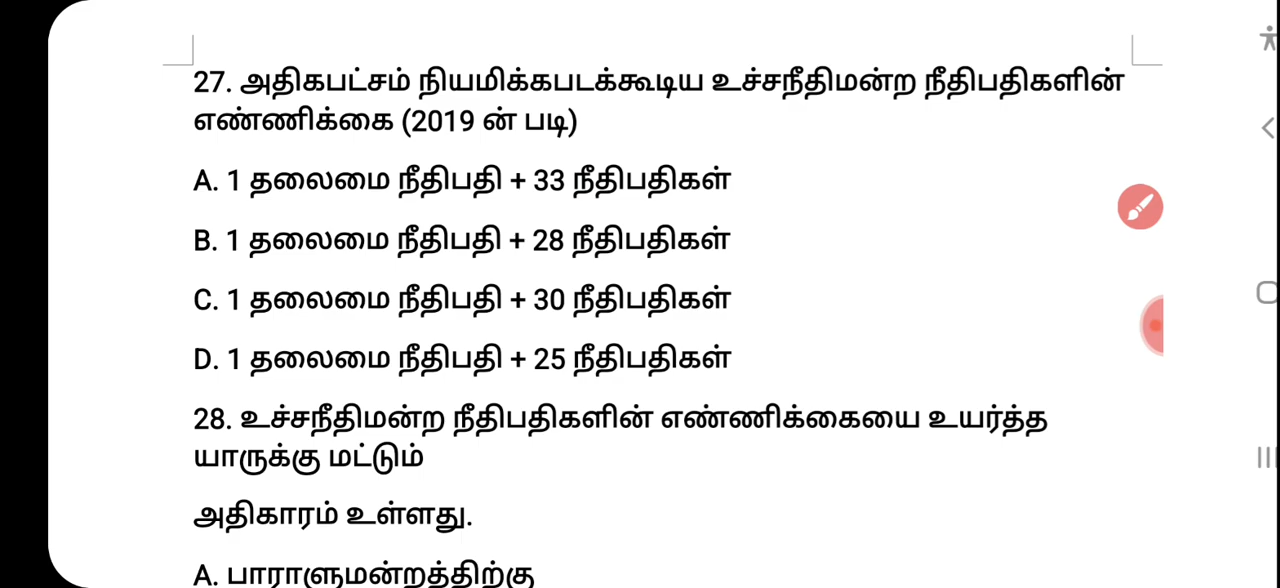 27. அதிகபட்சம் நியமிக்கபடக்கூடிய உச்சநீதிமன்ற நீதிபதிகளின்
எண்ணிக்கை (2019 ன் படி)
A. 1 தலைமை நீதிபதி + 33 நீதிபதிகள்
B. 1 தலைமை நீதிபதி + 28 நீதிபதிகள்
C. 1 தலைமை நீதிபதி + 30 நீதிபதிகள்
D. 1 தலைமை நீதிபதி + 25 நீதிபதிகள்
28. உச்சநீதிமன்ற நீதிபதிகளின் எண்ணிக்கையை உயர்த்த
யாருக்கு மட்டும்
அதிகாரம் உள்ளது.
A. பாராளுமன்றத்திற்கு